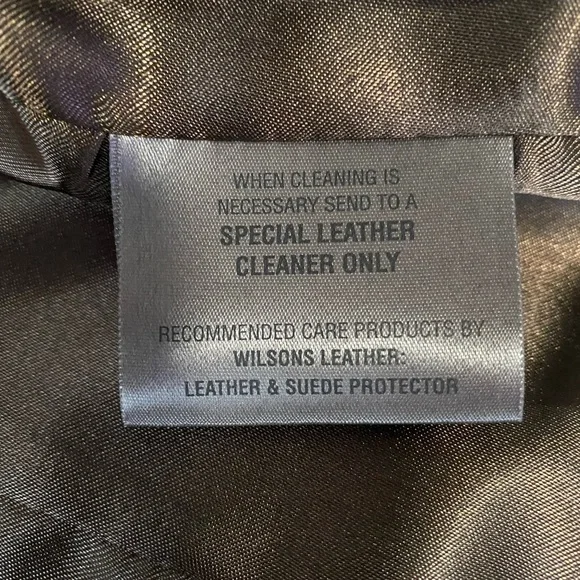 WHEN CLEANING IS
NECESSARY SEND TO A
SPECIAL LEATHER
CLEANER ONLY
RECOMMENDED CARE PRODUCTS BY
WILSONS LEATHER:
LEATHER & SUEDE PROTECTOR